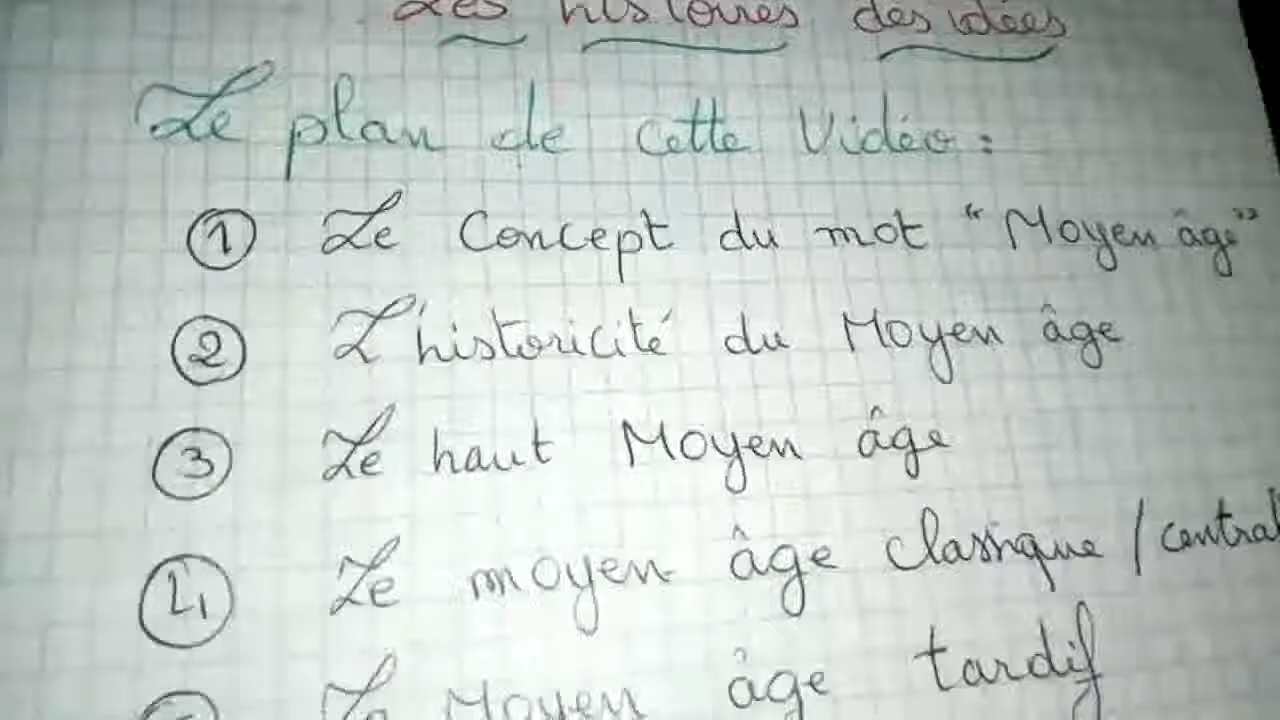 Les histoires des idées
Le plan de cette Vidéo :
1 Le Concept du mot “Moyen âge”
2 L'historicité du Moyen âge
3 Le haut Moyen âge
4 Le moyen âge classique / central
Le Moyen âge tardif